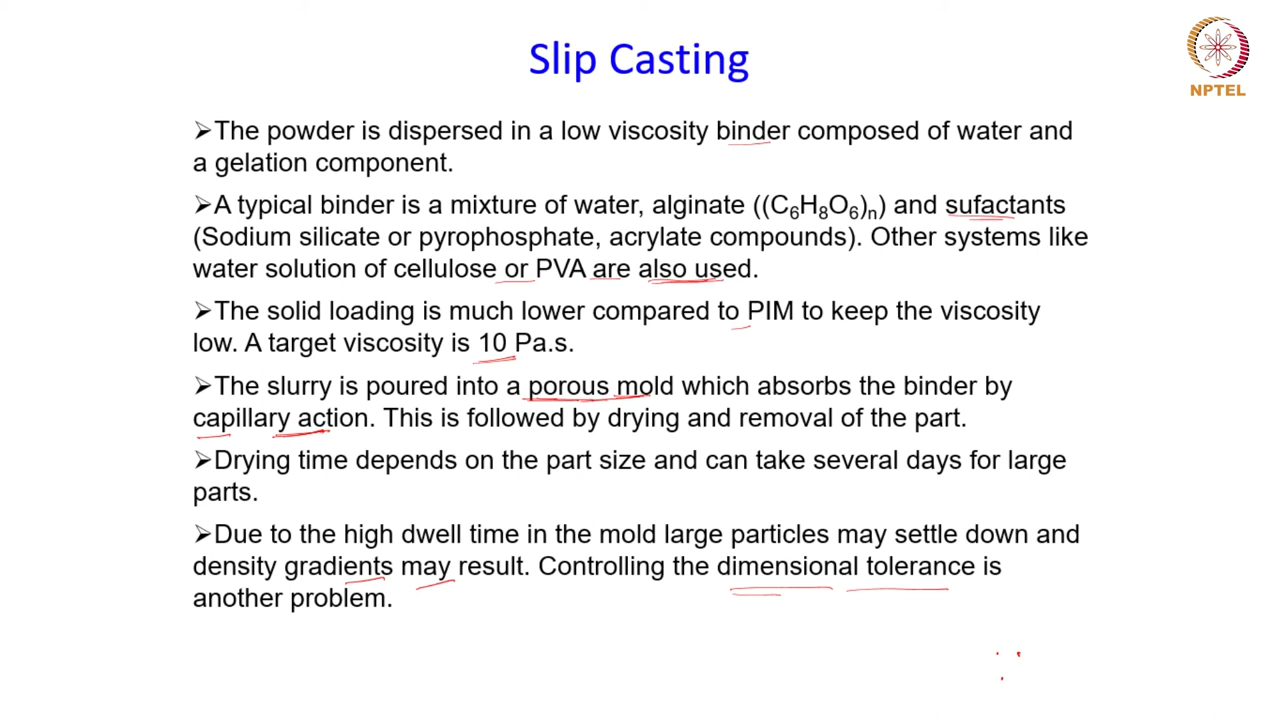 Slip Casting
NPTEL
➢The powder is dispersed in a low viscosity binder composed of water and
a gelation component.
➢A typical binder is a mixture of water, alginate ((C₆H₈O₆)ₙ) and sufactants
(Sodium silicate or pyrophosphate, acrylate compounds). Other systems like
water solution of cellulose or PVA are also used.
➢The solid loading is much lower compared to PIM to keep the viscosity
low. A target viscosity is 10 Pa.s.
➢The slurry is poured into a porous mold which absorbs the binder by
capillary action. This is followed by drying and removal of the part.
➢Drying time depends on the part size and can take several days for large
parts.
➢Due to the high dwell time in the mold large particles may settle down and
density gradients may result. Controlling the dimensional tolerance is
another problem.